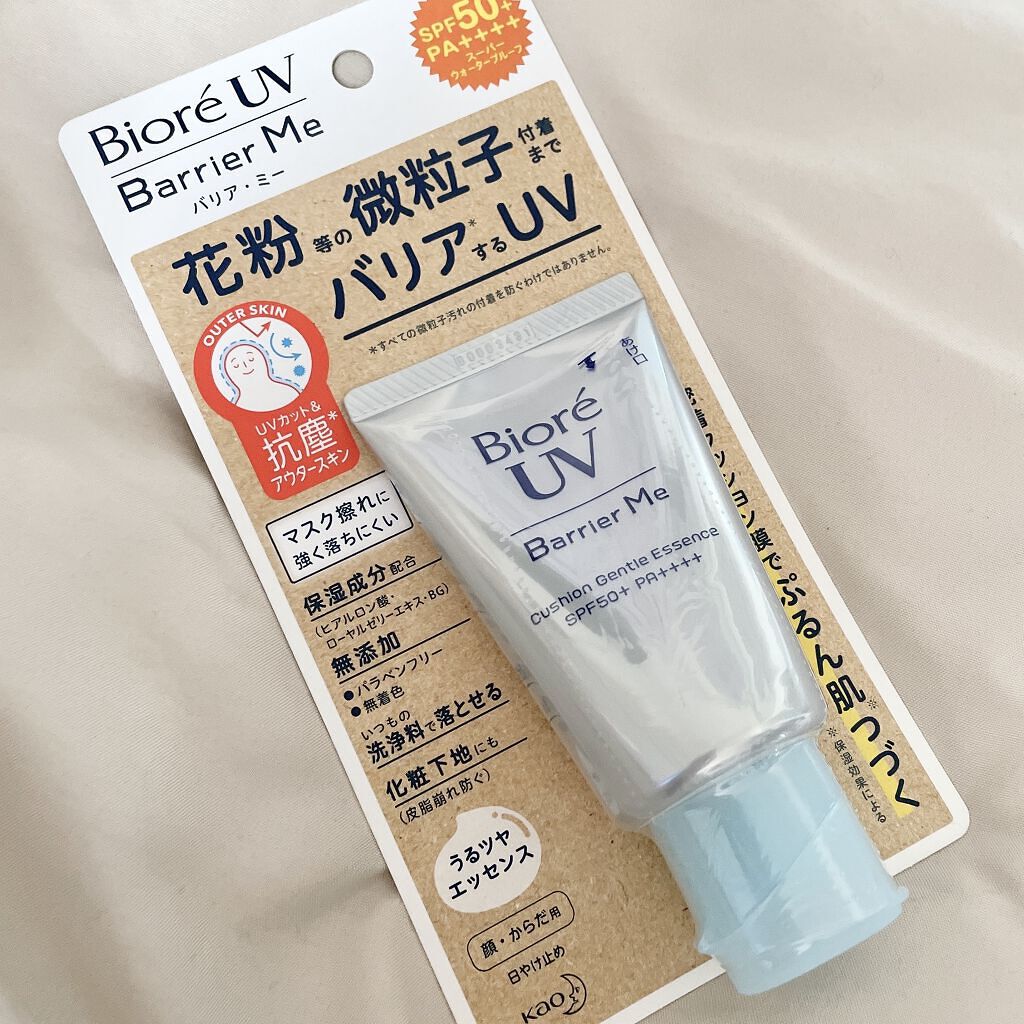 SPF50+
PA++++
スーパー
ウォータープルーフ
Bioré UV
Barrier Me
バリア・ミー
花粉等の微粒子付着まで
バリア*するUV
*すべての微粒子汚れの付着を防ぐわけではありません。
OUTER SKIN
UVカット&
抗塵*
アウタースキン
マスク擦れに
強く落ちにくい
保湿成分配合
(ヒアルロン酸・
ローヤルゼリーエキス・BG)
無添加
●パラベンフリー
●無着色
いつもの
洗浄料で落とせる
化粧下地にも
(皮脂崩れ防ぐ)
うるツヤ
エッセンス
顔・からだ用
日やけ止め
Kao
あけ口
Bioré
UV
Barrier Me
Cushion Gentle Essence
SPF50+ PA++++
密着クッション膜でぷるん肌※つづく
※保湿効果による